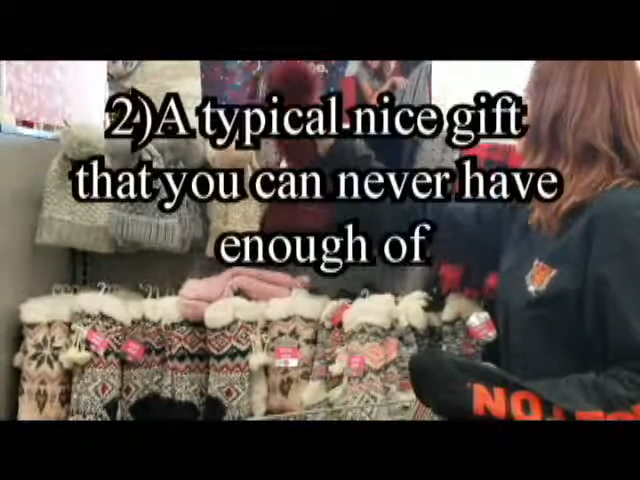 2)A typical nice gift
that you can never have
enough of